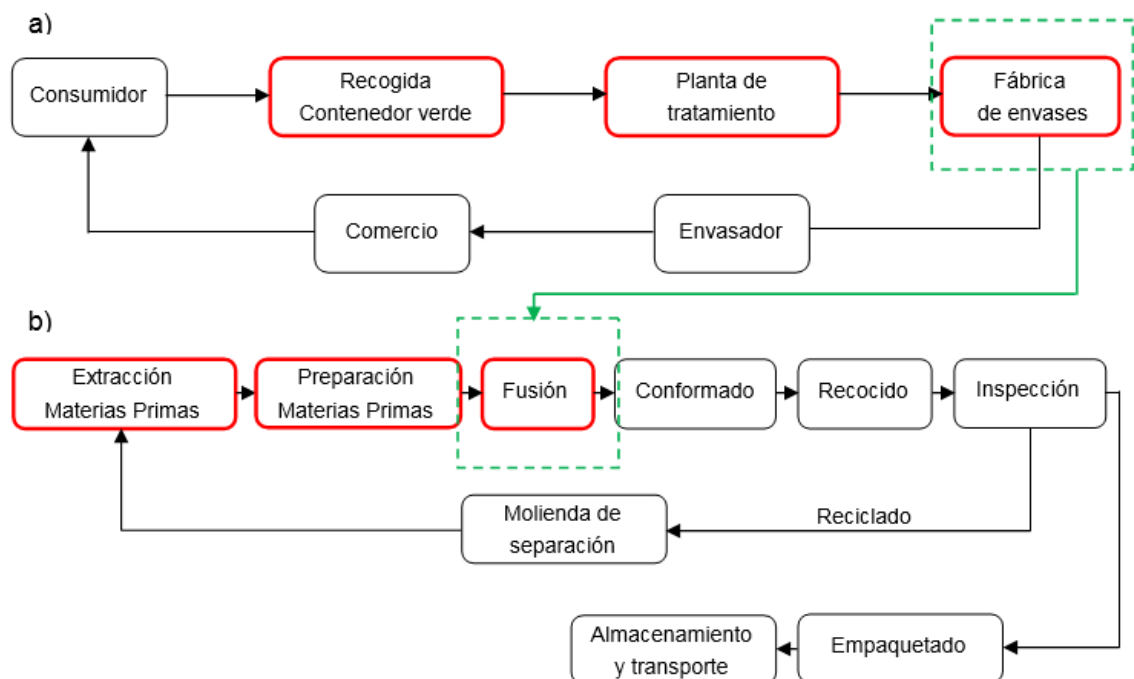 a)
Consumidor
Recogida
Contenedor verde
Planta de
tratamiento
Fábrica
de envases
Comercio
Envasador
b)
Extracción
Materias Primas
Preparación
Materias Primas
Fusión
Conformado
Recocido
Inspección
Molienda de
separación
Reciclado
Almacenamiento
y transporte
Empaquetado